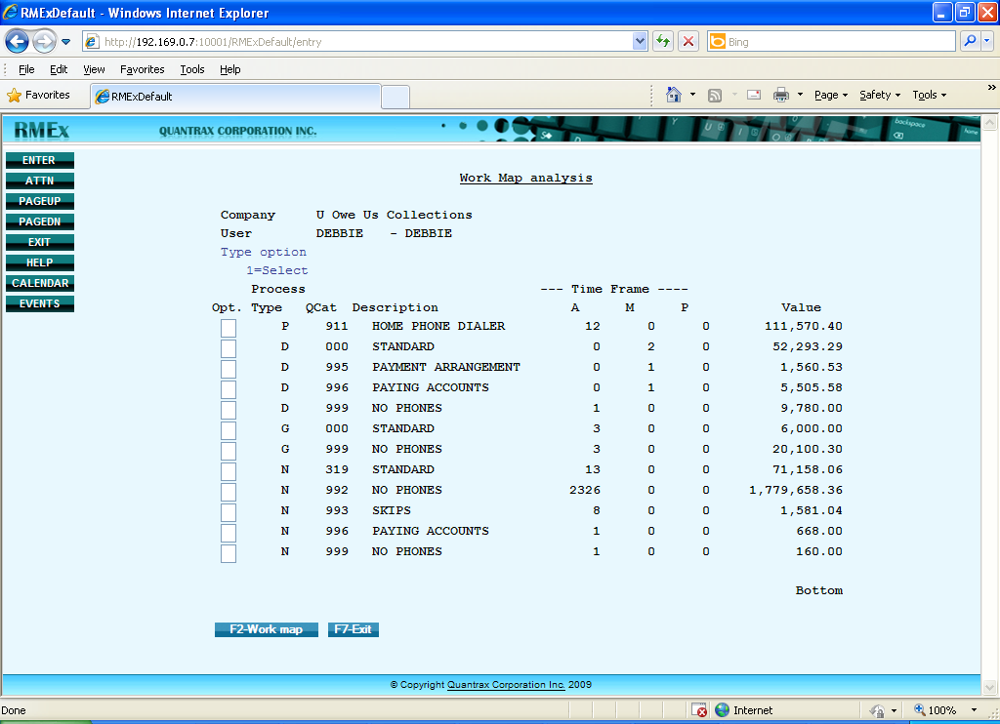 RMExDefault - Windows Internet Explorer
http://192.169.0.7:10001/RMExDefault/entry
Bing
File Edit View Favorites Tools Help
Favorites RMExDefault Page Safety Tools
RMEx QUANTRAX CORPORATION INC.
ENTER
ATTN
PAGEUP
PAGEDN
EXIT
HELP
CALENDAR
EVENTS
Work Map analysis
Company U Owe Us Collections
User DEBBIE - DEBBIE
Type option
1=Select
Process --- Time Frame ----
Opt. Type QCat Description A M P Value
P 911 HOME PHONE DIALER 12 0 0 111,570.40
D 000 STANDARD 0 2 0 52,293.29
D 995 PAYMENT ARRANGEMENT 0 1 0 1,560.53
D 996 PAYING ACCOUNTS 0 1 0 5,505.58
D 999 NO PHONES 1 0 0 9,780.00
G 000 STANDARD 3 0 0 6,000.00
G 999 NO PHONES 3 0 0 20,100.30
N 319 STANDARD 13 0 0 71,158.06
N 992 NO PHONES 2326 0 0 1,779,658.36
N 993 SKIPS 8 0 0 1,581.04
N 996 PAYING ACCOUNTS 1 0 0 668.00
N 999 NO PHONES 1 0 0 160.00
Bottom
F2-Work map F7-Exit
© Copyright Quantrax Corporation Inc. 2009
Done Internet 100%